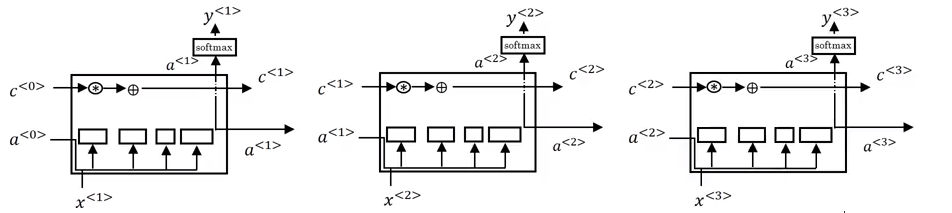 y<1> y<2> y<3>
softmax softmax softmax
a<1> a<2> a<3>
c<0> c<1> c<1> c<2> c<2> c<3>
* ⊕ * ⊕ * ⊕
a<0> a<1> a<1> a<2> a<2> a<3>
x<1> x<2> x<3>